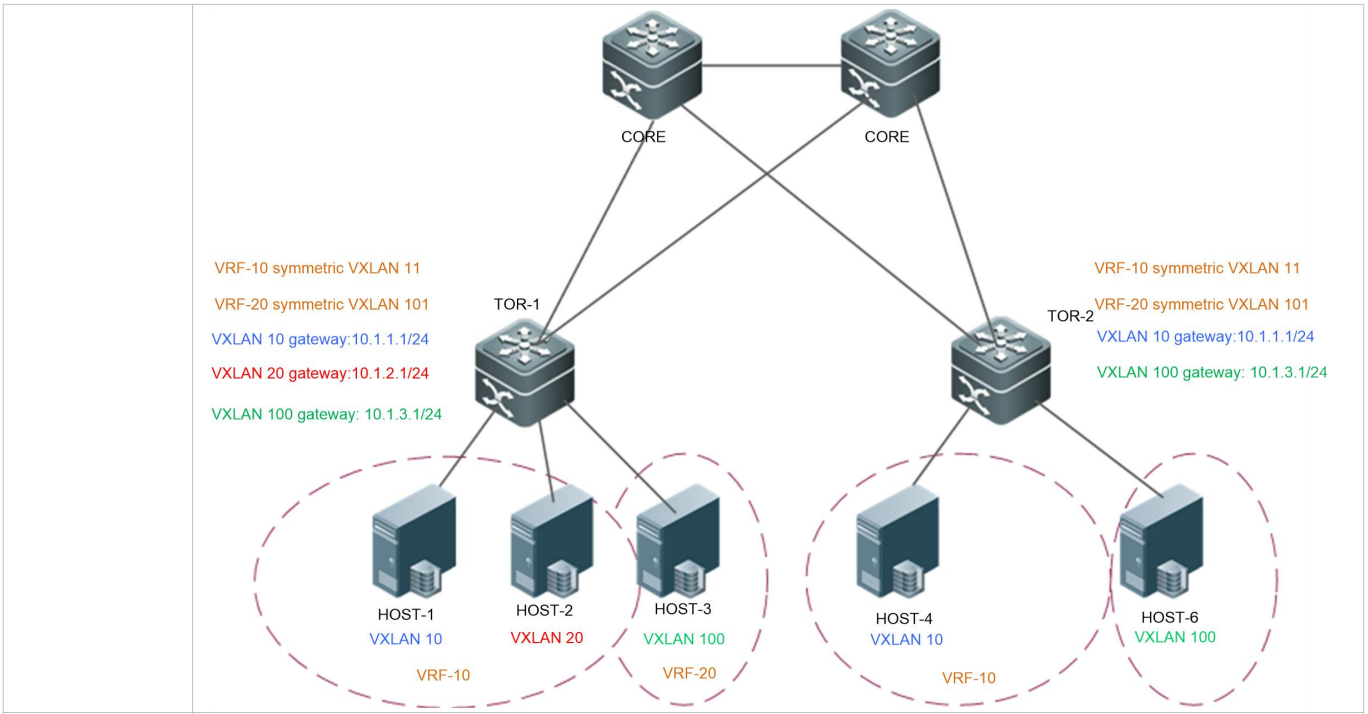 CORE
CORE
VRF-10 symmetric VXLAN 11
VRF-20 symmetric VXLAN 101
TOR-1
VXLAN 10 gateway:10.1.1.1/24
VXLAN 20 gateway:10.1.2.1/24
VXLAN 100 gateway: 10.1.3.1/24
VRF-10 symmetric VXLAN 11
VRF-20 symmetric VXLAN 101
TOR-2
VXLAN 10 gateway:10.1.1.1/24
VXLAN 100 gateway: 10.1.3.1/24
HOST-1
VXLAN 10
HOST-2
VXLAN 20
VRF-10
HOST-3
VXLAN 100
VRF-20
HOST-4
VXLAN 10
VRF-10
HOST-6
VXLAN 100